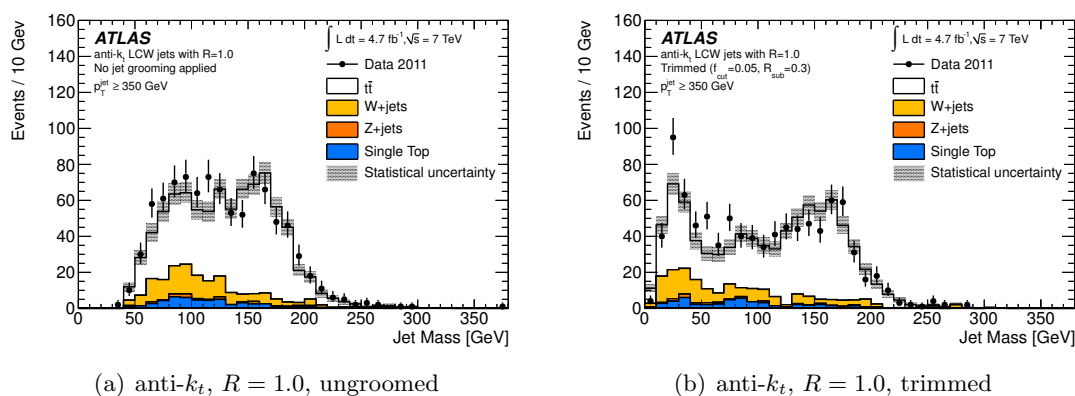 Events / 10 Gev
160
140
120
100
80
60
40
20
0
ATLAS
anti-kt LCW jets with R=1.0
No jet grooming applied
p_T^jet ≥ 350 GeV
∫ L dt = 4.7 fb⁻¹,√s = 7 TeV
Data 2011
tt̄
W+jets
Z+jets
Single Top
Statistical uncertainty
0 50 100 150 200 250 300 350
Jet Mass [GeV]
(a) anti-kt, R = 1.0, ungroomed
Events / 10 Gev
160
140
120
100
80
60
40
20
0
ATLAS
anti-kt LCW jets with R=1.0
Trimmed (f_cut=0.05, R_sub=0.3)
p_T^jet ≥ 350 GeV
∫ L dt = 4.7 fb⁻¹,√s = 7 TeV
Data 2011
tt̄
W+jets
Z+jets
Single Top
Statistical uncertainty
0 50 100 150 200 250 300 350
Jet Mass [GeV]
(b) anti-kt, R = 1.0, trimmed